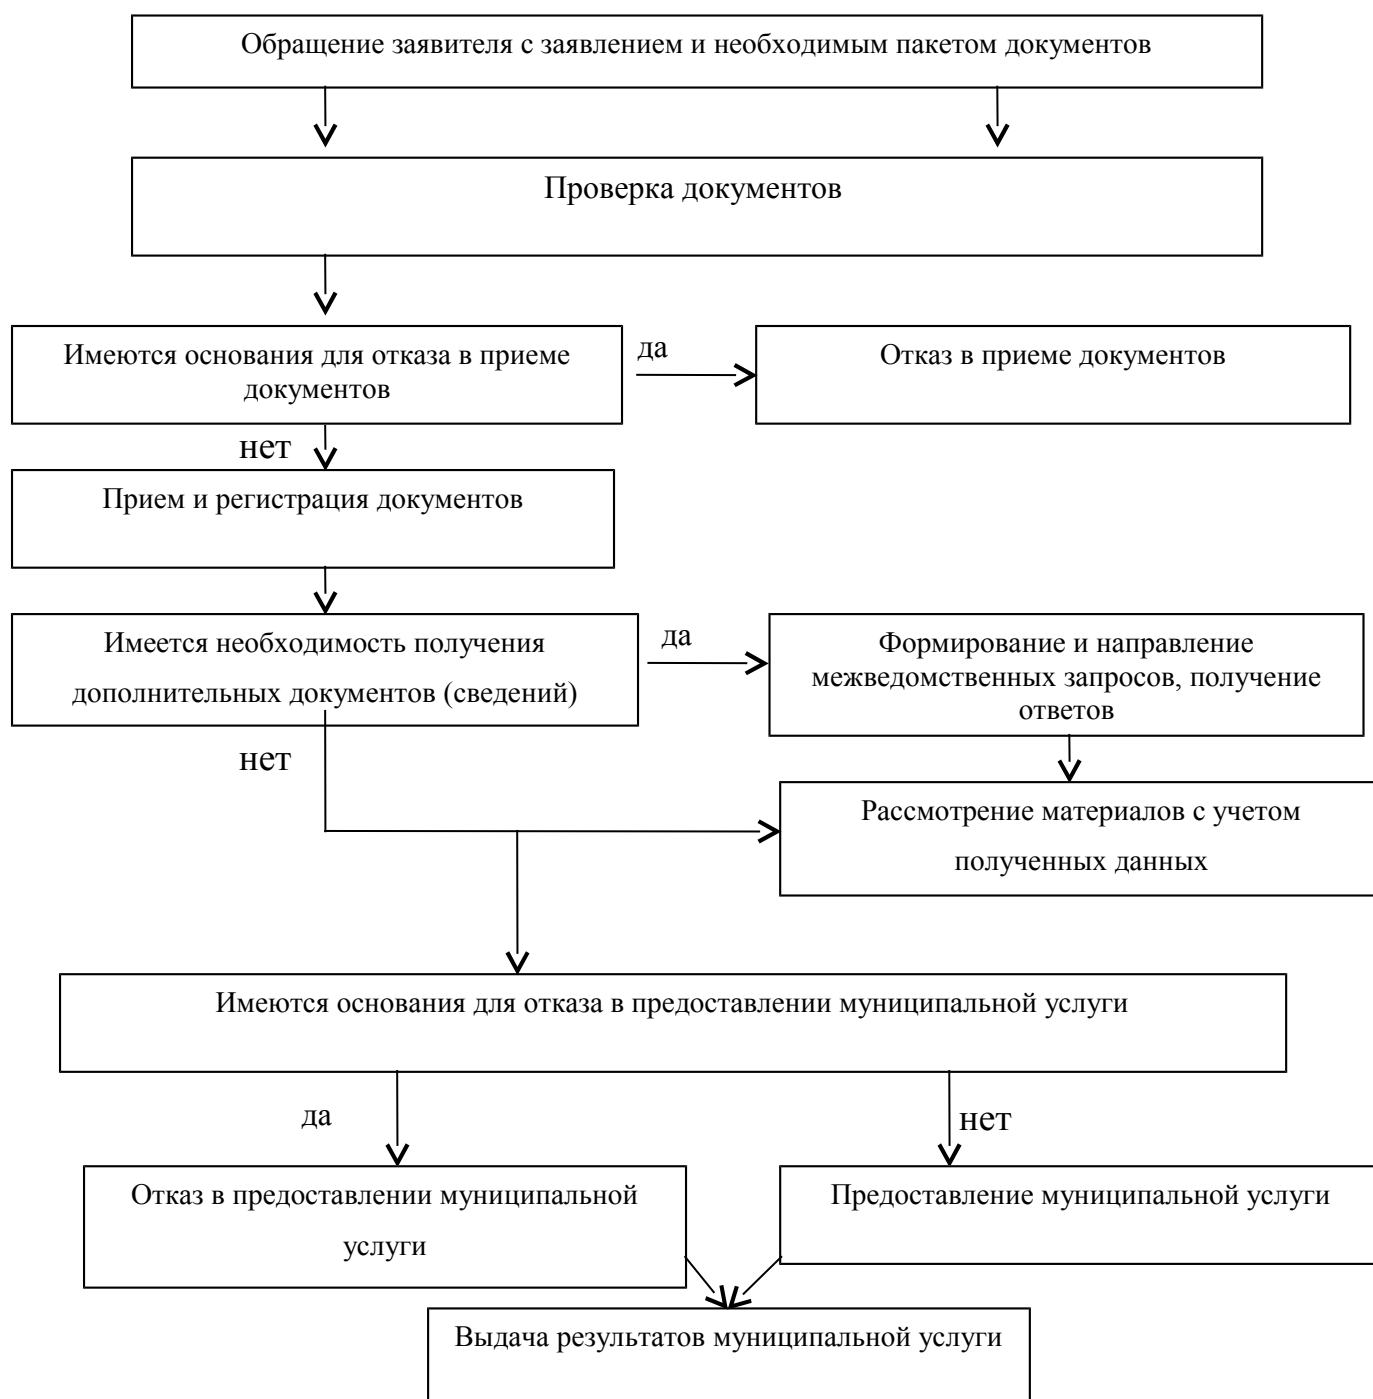 Обращение заявителя с заявлением и необходимым пакетом документов
Проверка документов
Имеются основания для отказа в приеме
документов
да
Отказ в приеме документов
нет
Прием и регистрация документов
Имеется необходимость получения
дополнительных документов (сведений)
да
Формирование и направление
межведомственных запросов, получение
ответов
нет
Рассмотрение материалов с учетом
полученных данных
Имеются основания для отказа в предоставлении муниципальной услуги
да
нет
Отказ в предоставлении муниципальной
услуги
Предоставление муниципальной услуги
Выдача результатов муниципальной услуги